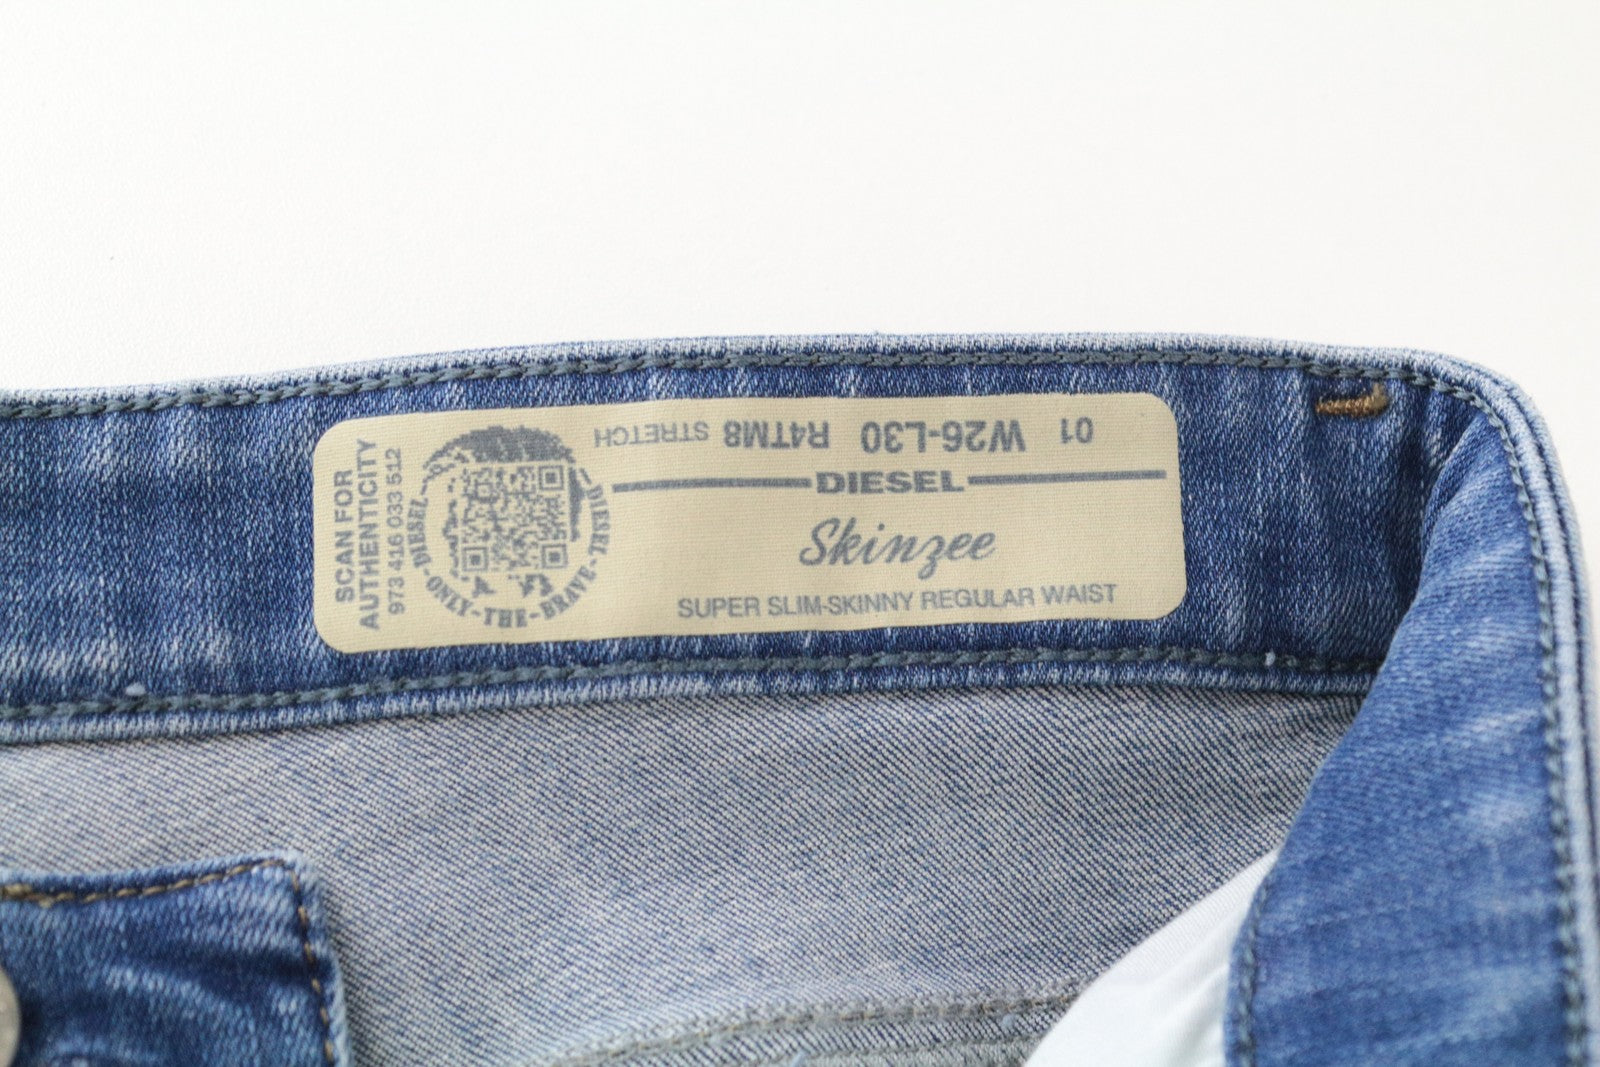 SCAN FOR
AUTHENTICITY
973 416 033 512
DIESEL-ONLY-THE-BRAVE-DIESEL
01 W26-L30 R4TM8 STRETCH
DIESEL
Skinzee
SUPER SLIM-SKINNY REGULAR WAIST